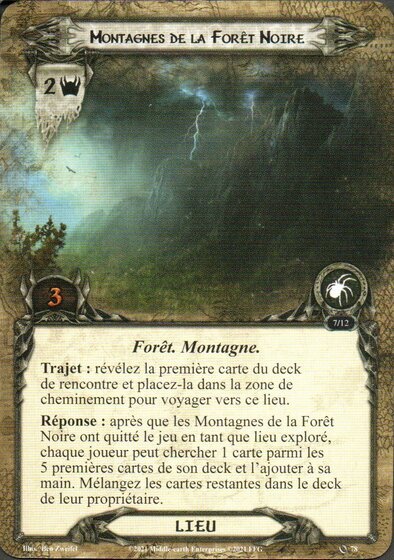 Montagnes de la Forêt Noire
2
3
7/12
Forêt. Montagne.
Trajet : révélez la première carte du deck
de rencontre et placez-la dans la zone de
cheminement pour voyager vers ce lieu.
Réponse : après que les Montagnes de la Forêt
Noire ont quitté le jeu en tant que lieu exploré,
chaque joueur peut chercher 1 carte parmi les
5 premières cartes de son deck et l'ajouter à sa
main. Mélangez les cartes restantes dans le deck
de leur propriétaire.
LIEU
Illus. Ben Zweifel ©2021 Middle-earth Enterprises ©2021 FFG 78